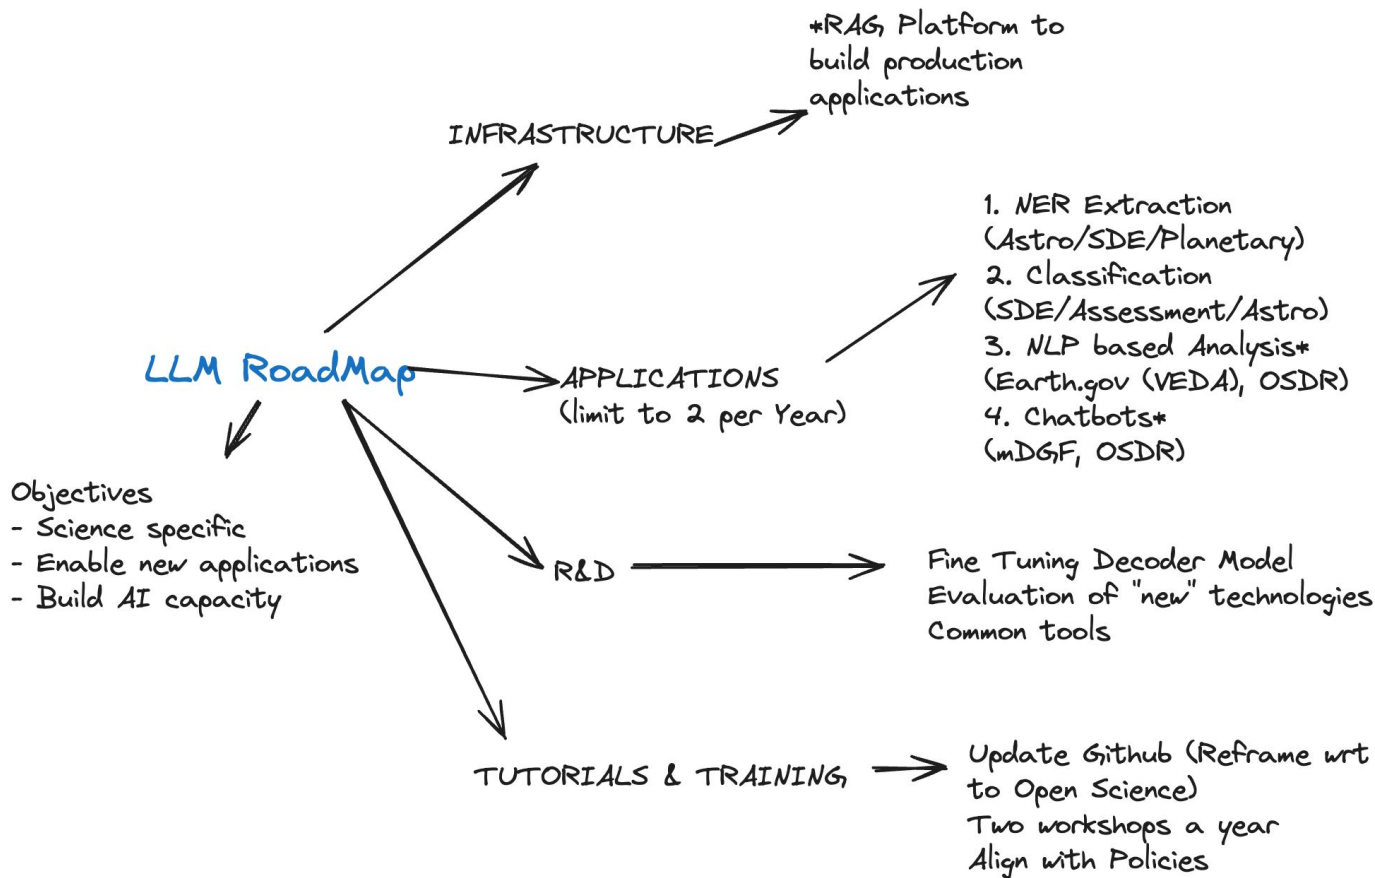 *RAG Platform to
build production
applications
INFRASTRUCTURE
1. NER Extraction
(Astro/SDE/Planetary)
2. Classification
(SDE/Assessment/Astro)
3. NLP based Analysis*
(Earth.gov (VEDA), OSDR)
4. Chatbots*
(mDGF, OSDR)
LLM RoadMap
APPLICATIONS
(limit to 2 per Year)
Objectives
- Science specific
- Enable new applications
- Build AI capacity
R&D
Fine Tuning Decoder Model
Evaluation of "new" technologies
Common tools
TUTORIALS & TRAINING
Update Github (Reframe wrt
to Open Science)
Two workshops a year
Align with Policies